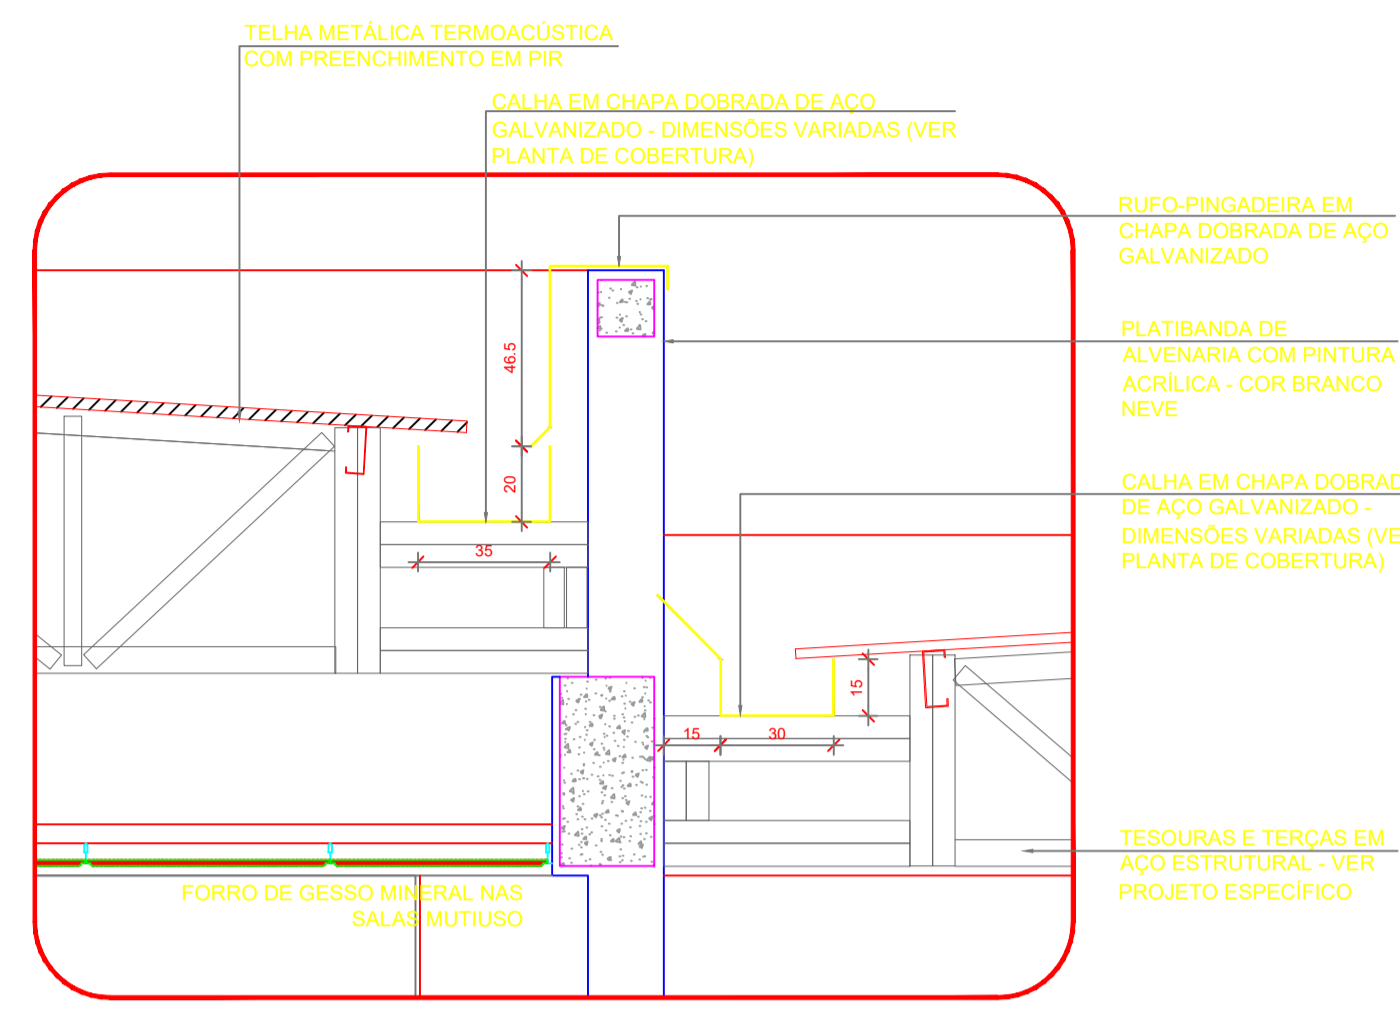 TELHA METÁLICA TERMOACÚSTICA
COM PREENCHIMENTO EM PIR
CALHA EM CHAPA DOBRADA DE AÇO
GALVANIZADO - DIMENSÕES VARIADAS (VER
PLANTA DE COBERTURA)
RUFO-PINGADEIRA EM
CHAPA DOBRADA DE AÇO
GALVANIZADO
PLATIBANDA DE
ALVENARIA COM PINTURA
ACRÍLICA - COR BRANCO
NEVE
46.5
20
35
CALHA EM CHAPA DOBRAD
DE AÇO GALVANIZADO -
DIMENSÕES VARIADAS (VE
PLANTA DE COBERTURA)
15
15
30
TESOURAS E TERÇAS EM
AÇO ESTRUTURAL - VER
PROJETO ESPECÍFICO
FORRO DE GESSO MINERAL NAS
SALAS MUTIUSO